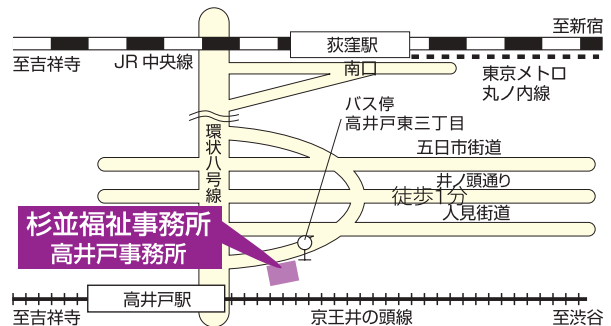 至新宿
荻窪駅
至吉祥寺
JR中央線
南口
東京メトロ
丸ノ内線
バス停
高井戸東三丁目
環状八号線
五日市街道
井ノ頭通り
徒歩1分
人見街道
杉並福祉事務所
高井戸事務所
高井戸駅
至吉祥寺
京王井の頭線
至渋谷